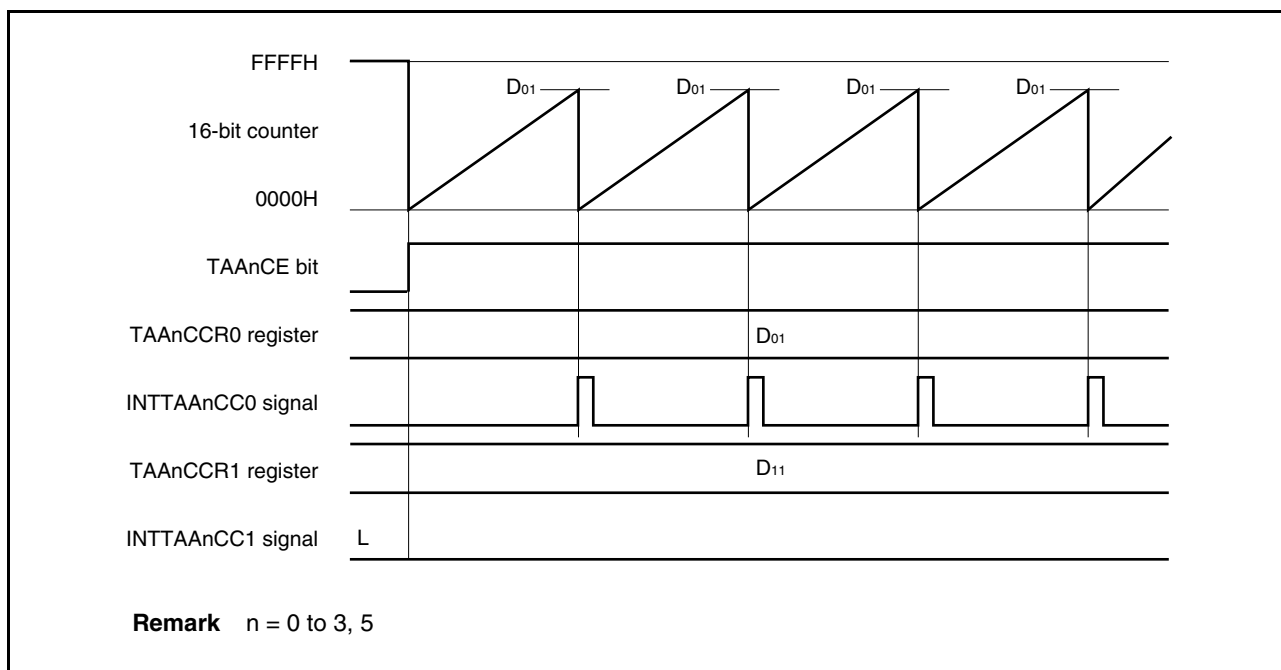 FFFFH
D01 D01 D01 D01
16-bit counter
0000H
TAAnCE bit
TAAnCCR0 register D01
INTTAAnCC0 signal
TAAnCCR1 register D11
INTTAAnCC1 signal L
Remark n = 0 to 3, 5